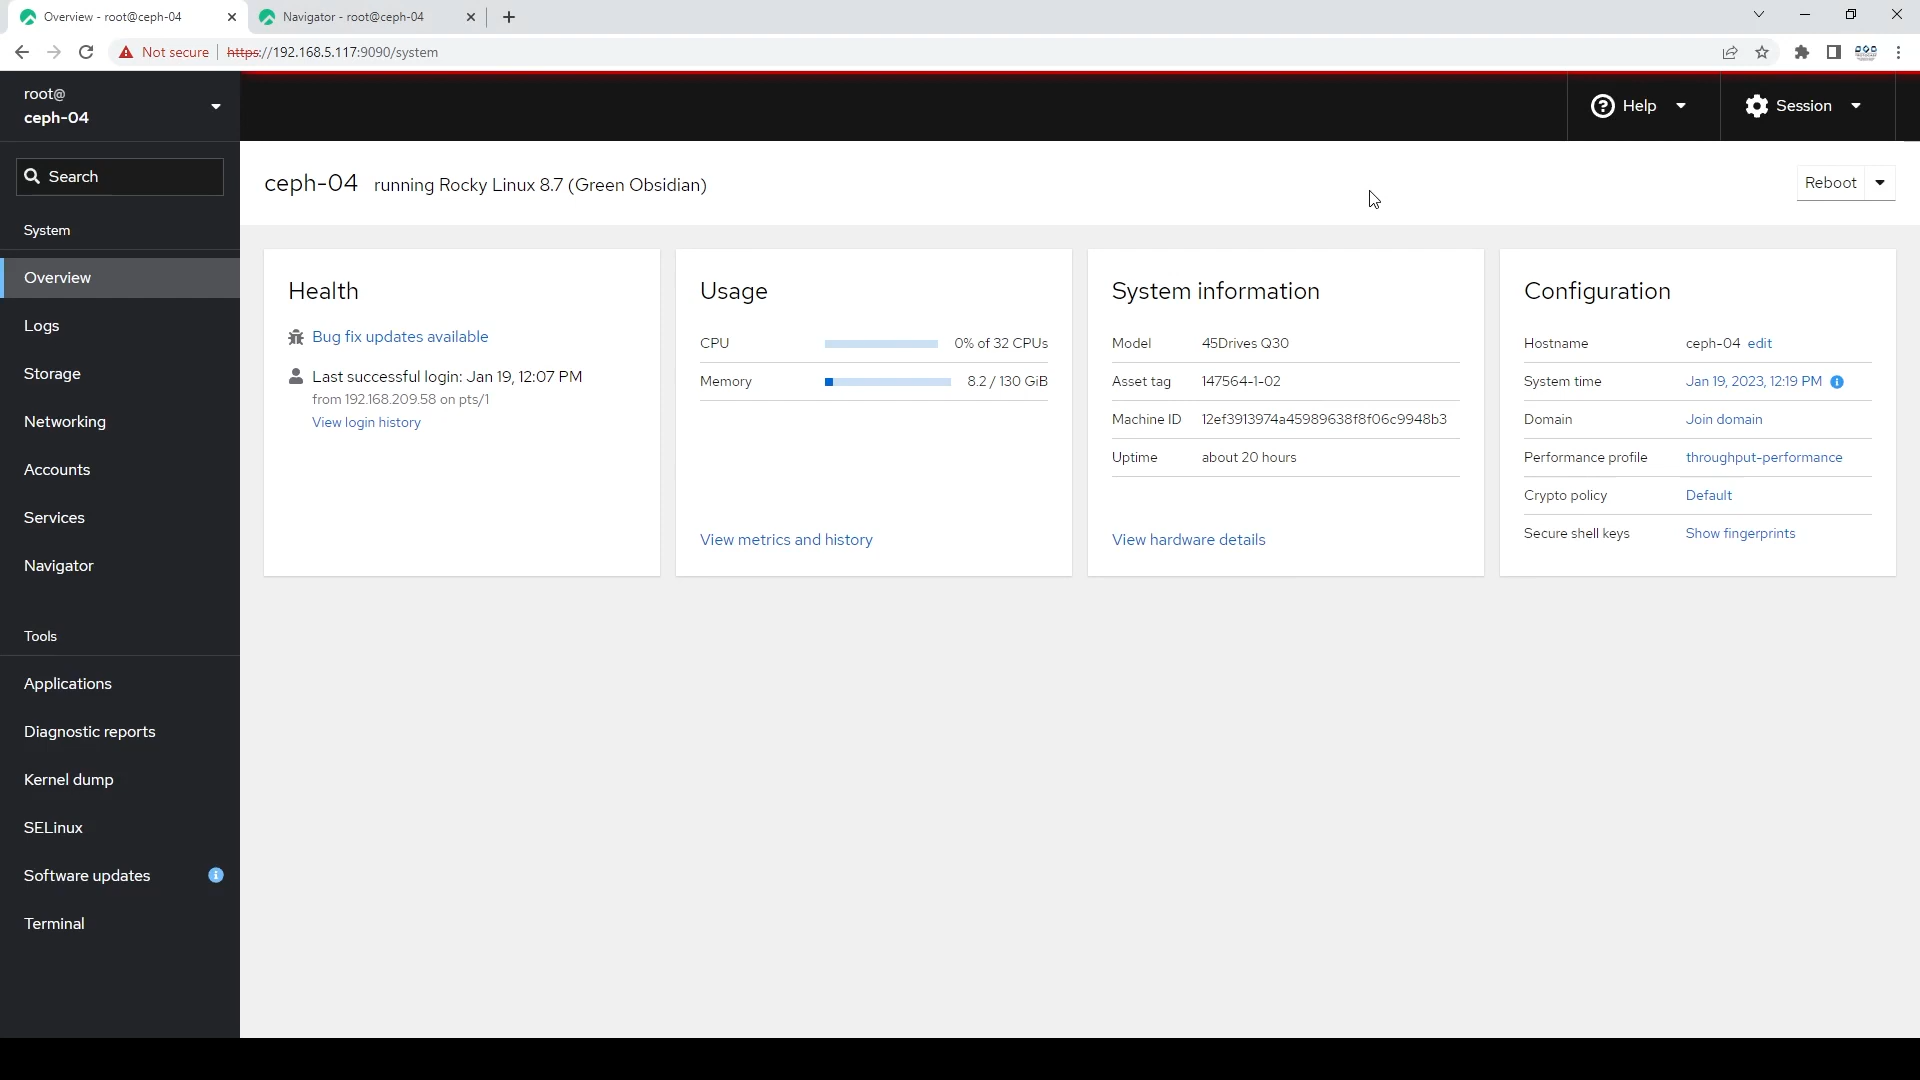 Overview - root@ceph-04
Navigator - root@ceph-04
Not secure
https://192.168.5.117:9090/system
root@
ceph-04
Help
Session
Search
System
Overview
Logs
Storage
Networking
Accounts
Services
Navigator
Tools
Applications
Diagnostic reports
Kernel dump
SELinux
Software updates
Terminal
ceph-04 running Rocky Linux 8.7 (Green Obsidian)
Reboot
Health
Bug fix updates available
Last successful login: Jan 19, 12:07 PM
from 192.168.209.58 on pts/1
View login history
Usage
CPU 0% of 32 CPUs
Memory 8.2 / 130 GiB
View metrics and history
System information
Model 45Drives Q30
Asset tag 147564-1-02
Machine ID 12ef3913974a45989638f8f06c9948b3
Uptime about 20 hours
View hardware details
Configuration
Hostname ceph-04 edit
System time Jan 19, 2023, 12:19 PM
Domain Join domain
Performance profile throughput-performance
Crypto policy Default
Secure shell keys Show fingerprints